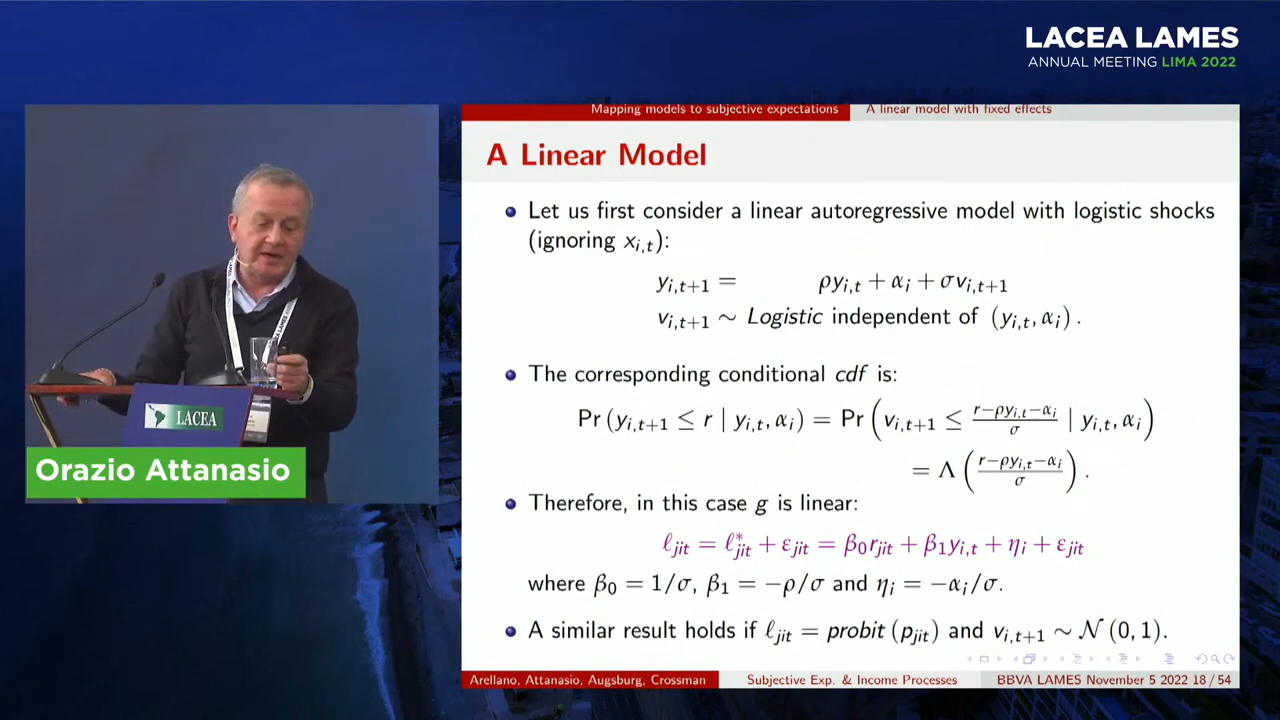 LACEA LAMES
ANNUAL MEETING LIMA 2022
Mapping models to subjective expectations
A linear model with fixed effects
A Linear Model
Let us first consider a linear autoregressive model with logistic shocks
(ignoring x_{i,t}):
y_{i,t+1} = ρy_{i,t} + α_i + σv_{i,t+1}
v_{i,t+1} ∼ Logistic independent of (y_{i,t}, α_i) .
The corresponding conditional cdf is:
Pr (y_{i,t+1} ≤ r | y_{i,t}, α_i) = Pr ( v_{i,t+1} ≤ \frac{r−ρy_{i,t}−α_i}{σ} | y_{i,t}, α_i )
= Λ ( \frac{r−ρy_{i,t}−α_i}{σ} ) .
Therefore, in this case g is linear:
ℓ_{jit} = ℓ*_{jit} + ε_{jit} = β_0r_{jit} + β_1y_{i,t} + η_i + ε_{jit}
where β_0 = 1/σ, β_1 = −ρ/σ and η_i = −α_i/σ.
A similar result holds if ℓ_{jit} = probit (p_{jit}) and v_{i,t+1} ∼ 𝒩 (0, 1).
Arellano, Attanasio, Augsburg, Crossman
Subjective Exp. & Income Processes
BBVA LAMES November 5 2022 18 / 54
LACEA LAMES
LACEA
Orazio Attanasio